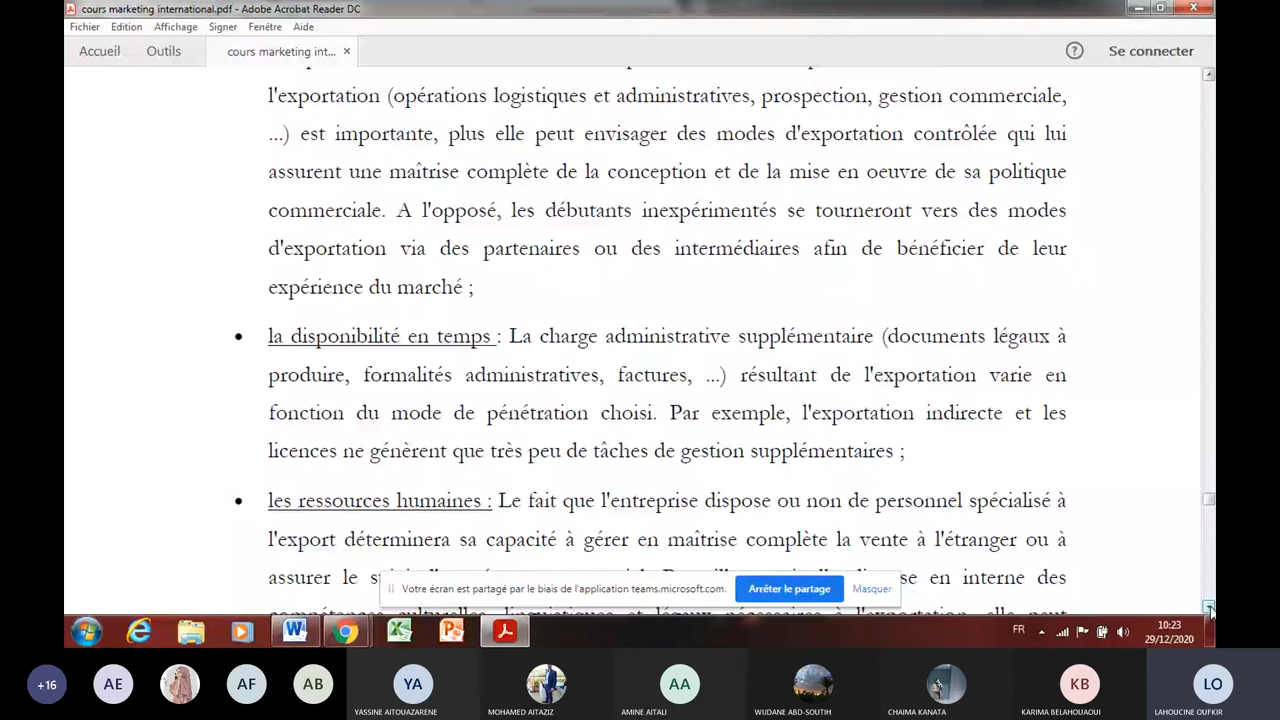 cours marketing international.pdf - Adobe Acrobat Reader DC
Fichier Edition Affichage Signer Fenêtre Aide
Accueil Outils cours marketing int... × ? Se connecter
l'exportation (opérations logistiques et administratives, prospection, gestion commerciale,
...) est importante, plus elle peut envisager des modes d'exportation contrôlée qui lui
assurent une maîtrise complète de la conception et de la mise en oeuvre de sa politique
commerciale. A l'opposé, les débutants inexpérimentés se tourneront vers des modes
d'exportation via des partenaires ou des intermédiaires afin de bénéficier de leur
expérience du marché ;
• la disponibilité en temps : La charge administrative supplémentaire (documents légaux à
produire, formalités administratives, factures, ...) résultant de l'exportation varie en
fonction du mode de pénétration choisi. Par exemple, l'exportation indirecte et les
licences ne génèrent que très peu de tâches de gestion supplémentaires ;
• les ressources humaines : Le fait que l'entreprise dispose ou non de personnel spécialisé à
l'export déterminera sa capacité à gérer en maîtrise complète la vente à l'étranger ou à
assurer le en interne des
Votre écran est partagé par le biais de l'application teams.microsoft.com. Arrêter le partage Masquer
compétences culturelles, linguistiques et légaux nécessaires à l'exportation, elle peut
FR 10:23
29/12/2020
+16 AE AF AB YA AA KB LO
YASSINE AITOUAZARENE MOHAMED AITAZIZ AMINE AITALI WIJDANE ABD-SOUTIH CHAIMA KANATA KARIMA BELAHOUAOUI LAHOUCINE OUFKIR